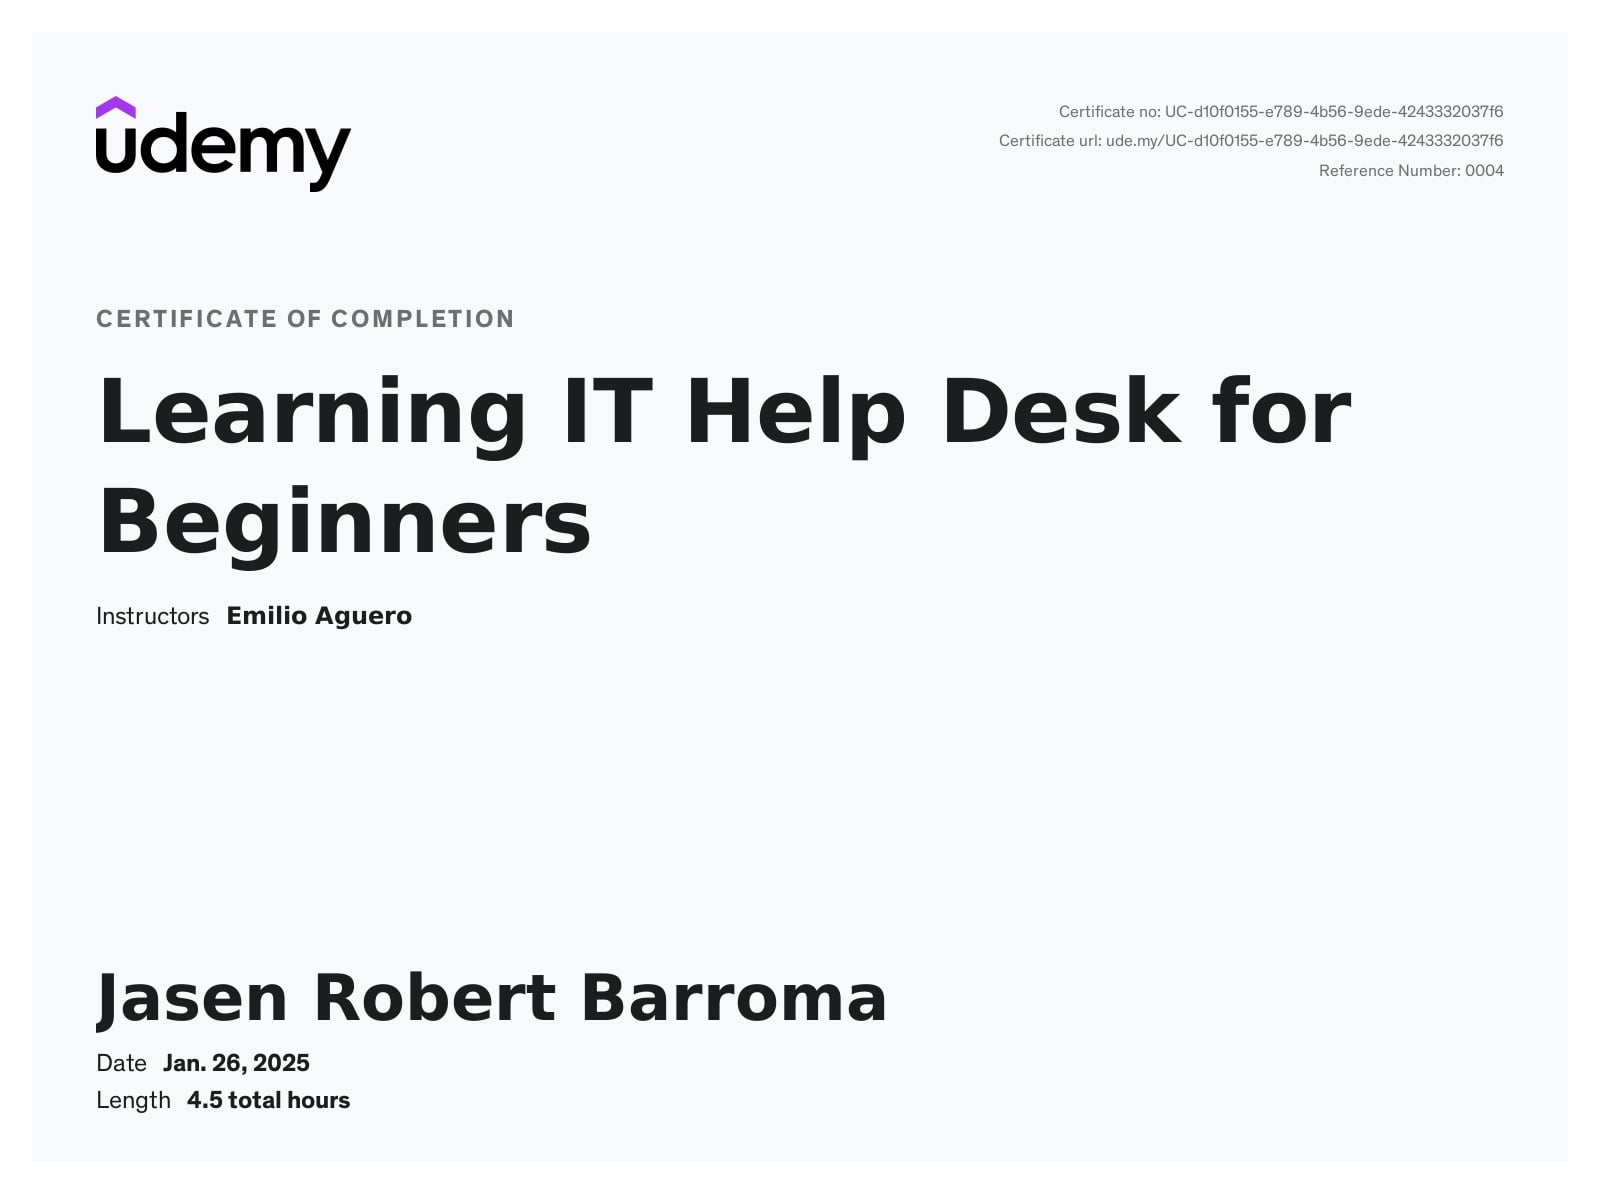 udemy
Certificate no: UC-d10f0155-e789-4b56-9ede-4243332037f6
Certificate url: ude.my/UC-d10f0155-e789-4b56-9ede-4243332037f6
Reference Number: 0004
CERTIFICATE OF COMPLETION
Learning IT Help Desk for
Beginners
Instructors Emilio Aguero
Jasen Robert Barroma
Date Jan. 26, 2025
Length 4.5 total hours